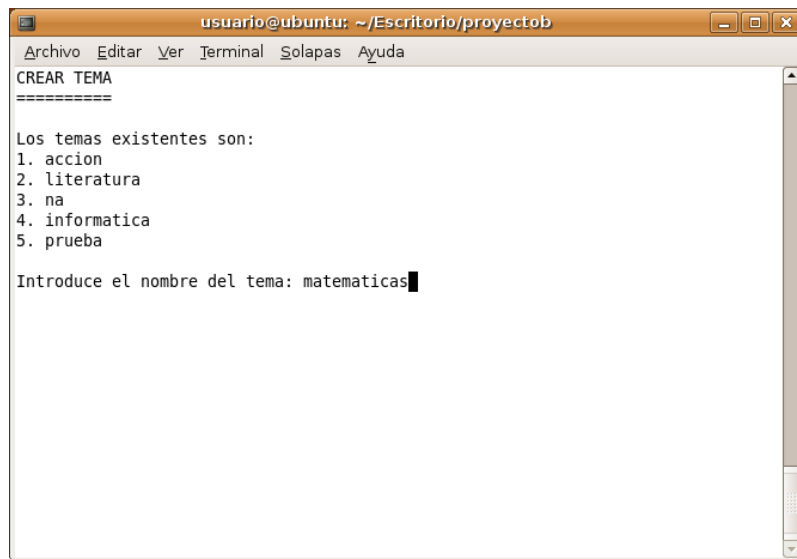 usuario@ubuntu: ~/Escritorio/proyectob
Archivo Editar Ver Terminal Solapas Ayuda
CREAR TEMA
==========
Los temas existentes son:
1. accion
2. literatura
3. na
4. informatica
5. prueba
Introduce el nombre del tema: matematicas